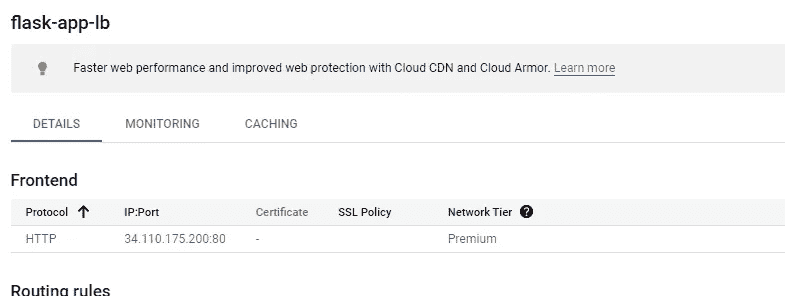 flask-app-lb
Faster web performance and improved web protection with Cloud CDN and Cloud Armor. Learn more
DETAILS MONITORING CACHING
Frontend
Protocol IP:Port Certificate SSL Policy Network Tier ?
HTTP 34.110.175.200:80 - Premium
Routing rules